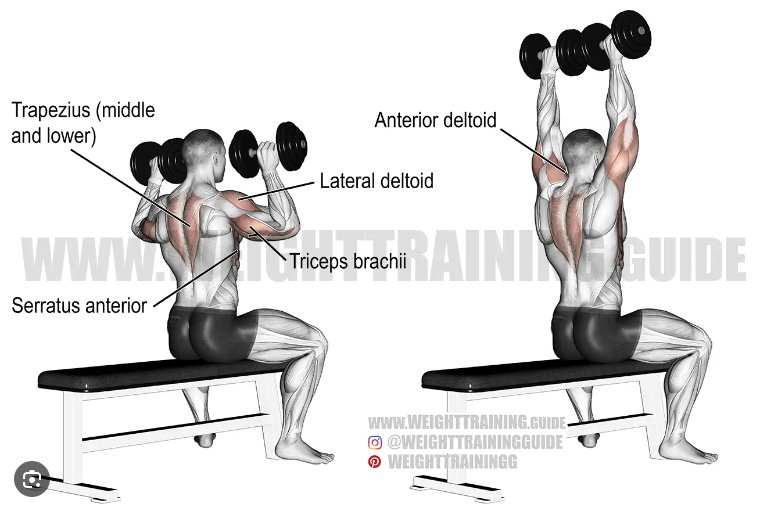 Trapezius (middle
and lower)
Anterior deltoid
Lateral deltoid
Triceps brachii
Serratus anterior
WWW.WEIGHTTRAINING.GUIDE
WWW.WEIGHTTRAINING.GUIDE
@WEIGHTTRAININGGUIDE
WEIGHTTRAININGG